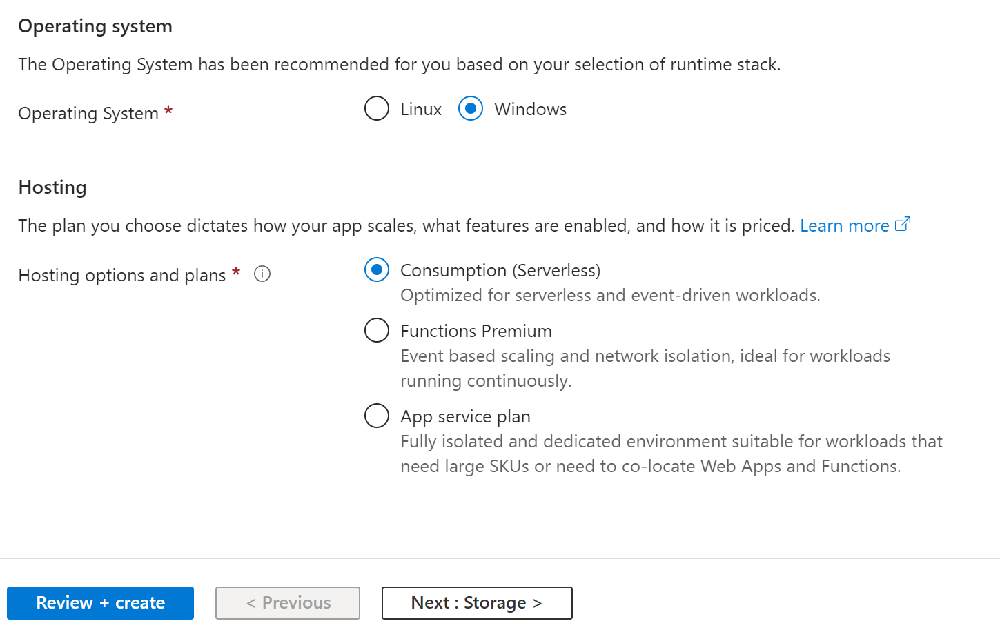 Operating system
The Operating System has been recommended for you based on your selection of runtime stack.
Operating System *
Linux
Windows
Hosting
The plan you choose dictates how your app scales, what features are enabled, and how it is priced. Learn more
Hosting options and plans *
Consumption (Serverless)
Optimized for serverless and event-driven workloads.
Functions Premium
Event based scaling and network isolation, ideal for workloads
running continuously.
App service plan
Fully isolated and dedicated environment suitable for workloads that
need large SKUs or need to co-locate Web Apps and Functions.
Review + create
< Previous
Next : Storage >